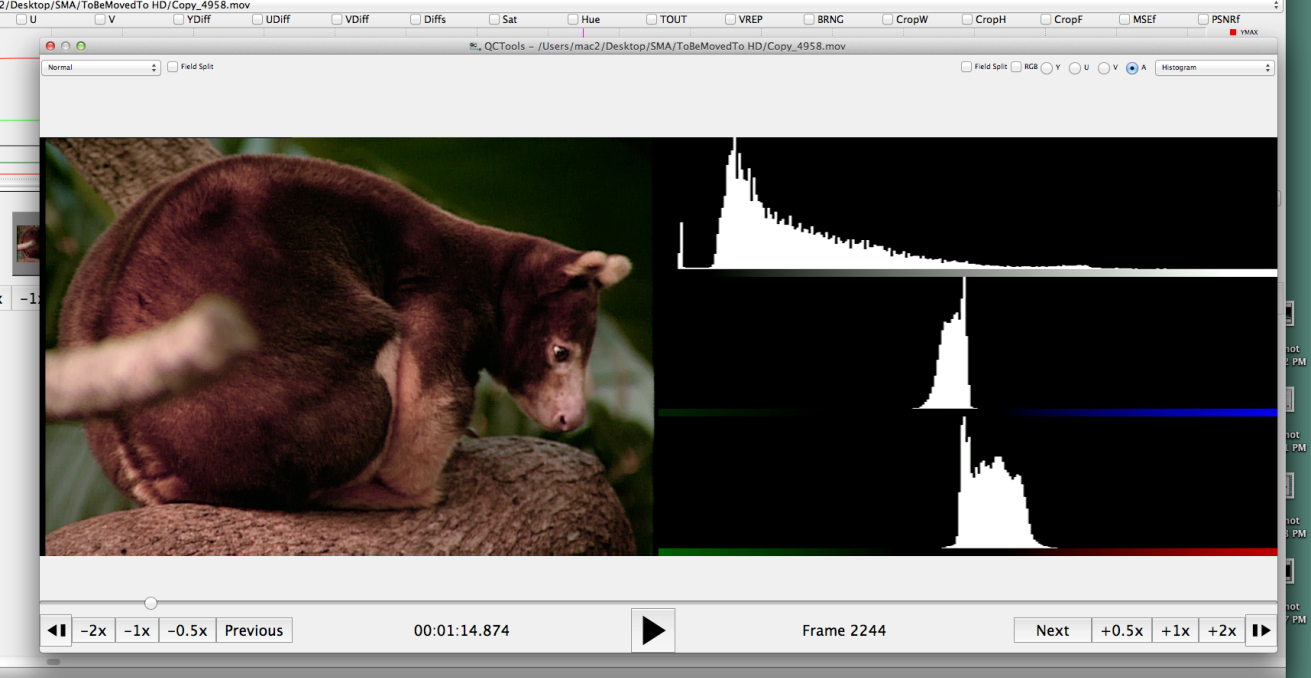 2/Desktop/SMA/ToBeMovedTo HD/Copy_4958.mov
U V YDiff UDiff VDiff Diffs Sat Hue TOUT VREP BRNG CropW CropH CropF MSEf PSNRf
YMAX
QCTools - /Users/mac2/Desktop/SMA/ToBeMovedTo HD/Copy_4958.mov
Normal Field Split Field Split RGB Y U V A Histogram
-1x
-2x -1x -0.5x Previous 00:01:14.874 Frame 2244 Next +0.5x +1x +2x